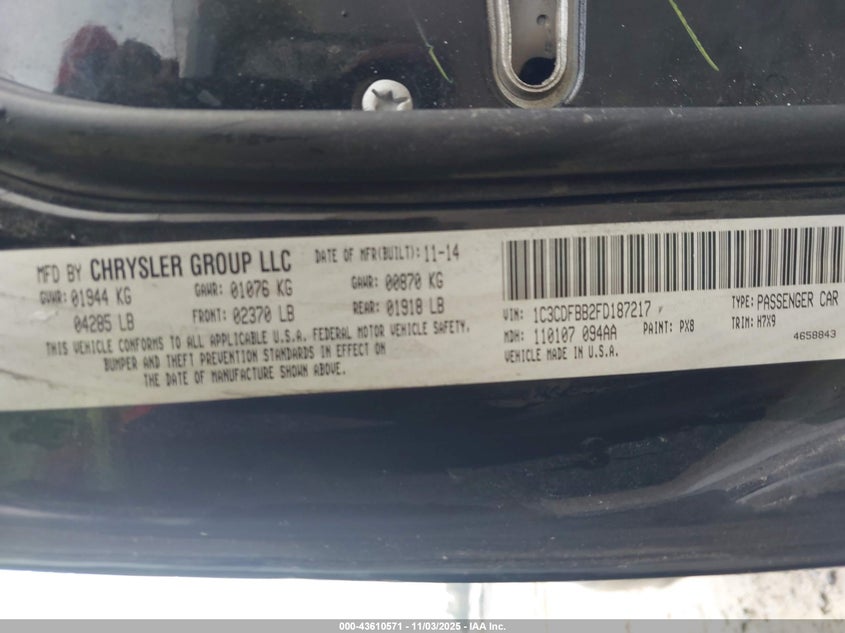 MFD BY CHRYSLER GROUP LLC DATE OF MFR(BUILT): 11-14
GVWR: 01944 KG GAWR: 01076 KG GAWR: 00870 KG
04285 LB FRONT: 02370 LB REAR: 01918 LB
THIS VEHICLE CONFORMS TO ALL APPLICABLE U.S.A. FEDERAL MOTOR VEHICLE SAFETY,
BUMPER AND THEFT PREVENTION STANDARDS IN EFFECT ON
THE DATE OF MANUFACTURE SHOWN ABOVE.
VIN: 1C3CDFBB2FD187217 TYPE: PASSENGER CAR
MDH: 110107 094AA PAINT: PX8 TRIM: H7X9
VEHICLE MADE IN U.S.A. 4658843
000-43610571 - 11/03/2025 - IAA Inc.